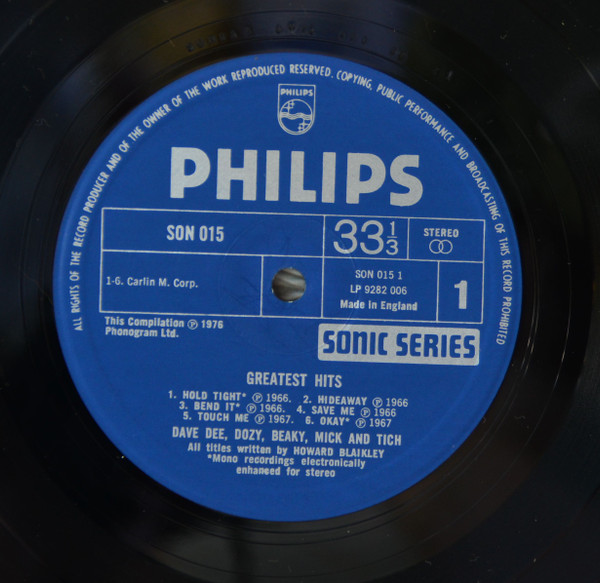 ALL RIGHTS OF THE RECORD PRODUCER AND OF THE OWNER OF THE WORK REPRODUCED RESERVED. COPYING, PUBLIC PERFORMANCE AND BROADCASTING OF THIS RECORD PROHIBITED
PHILIPS
PHILIPS
SON 015
33⅓
STEREO
1-6. Carlin M. Corp.
SON 015 1
LP 9282 006
Made in England
1
This Compilation ℗ 1976
Phonogram Ltd.
SONIC SERIES
GREATEST HITS
1. HOLD TIGHT* ℗ 1966. 2. HIDEAWAY ℗ 1966
3. BEND IT* ℗ 1966. 4. SAVE ME ℗ 1966
5. TOUCH ME ℗ 1967. 6. OKAY* ℗ 1967
DAVE DEE, DOZY, BEAKY, MICK AND TICH
All titles written by HOWARD BLAIKLEY
*Mono recordings electronically
enhanced for stereo